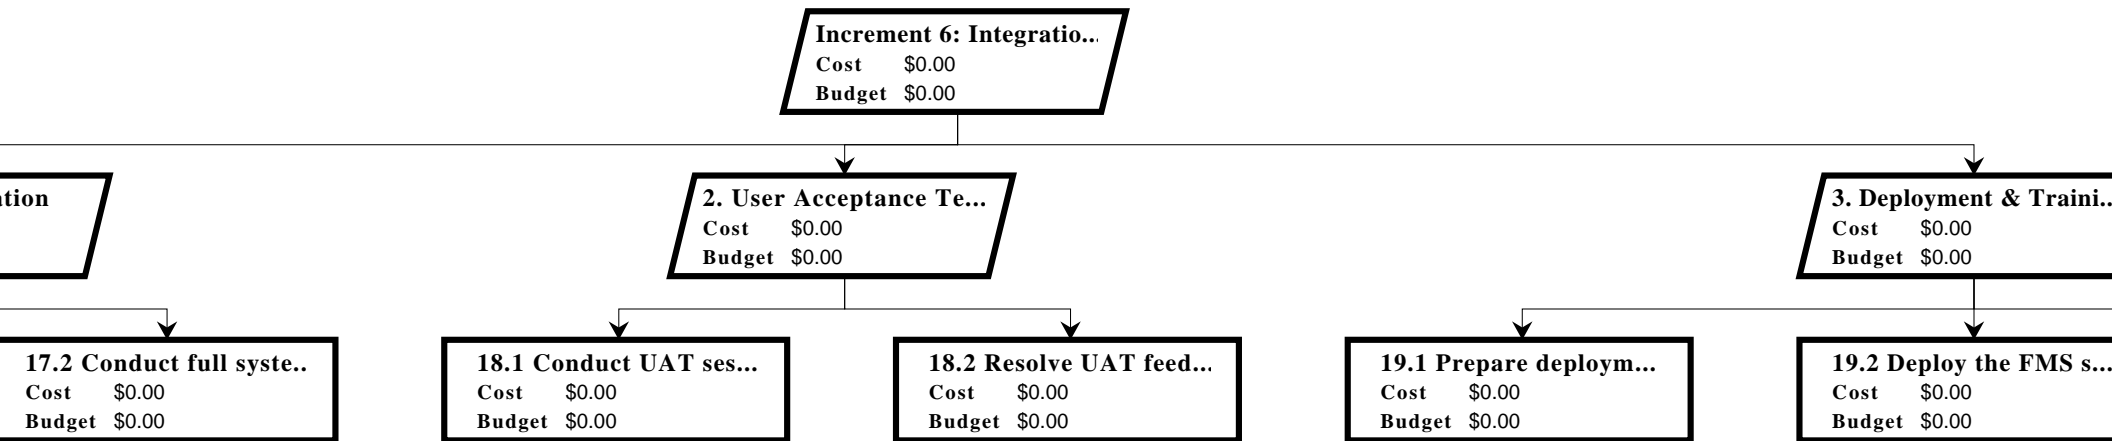 Increment 6: Integratio...
Cost $0.00
Budget $0.00
ation
2. User Acceptance Te...
Cost $0.00
Budget $0.00
3. Deployment & Traini...
Cost $0.00
Budget $0.00
17.2 Conduct full syste..
Cost $0.00
Budget $0.00
18.1 Conduct UAT ses...
Cost $0.00
Budget $0.00
18.2 Resolve UAT feed...
Cost $0.00
Budget $0.00
19.1 Prepare deploym...
Cost $0.00
Budget $0.00
19.2 Deploy the FMS s...
Cost $0.00
Budget $0.00